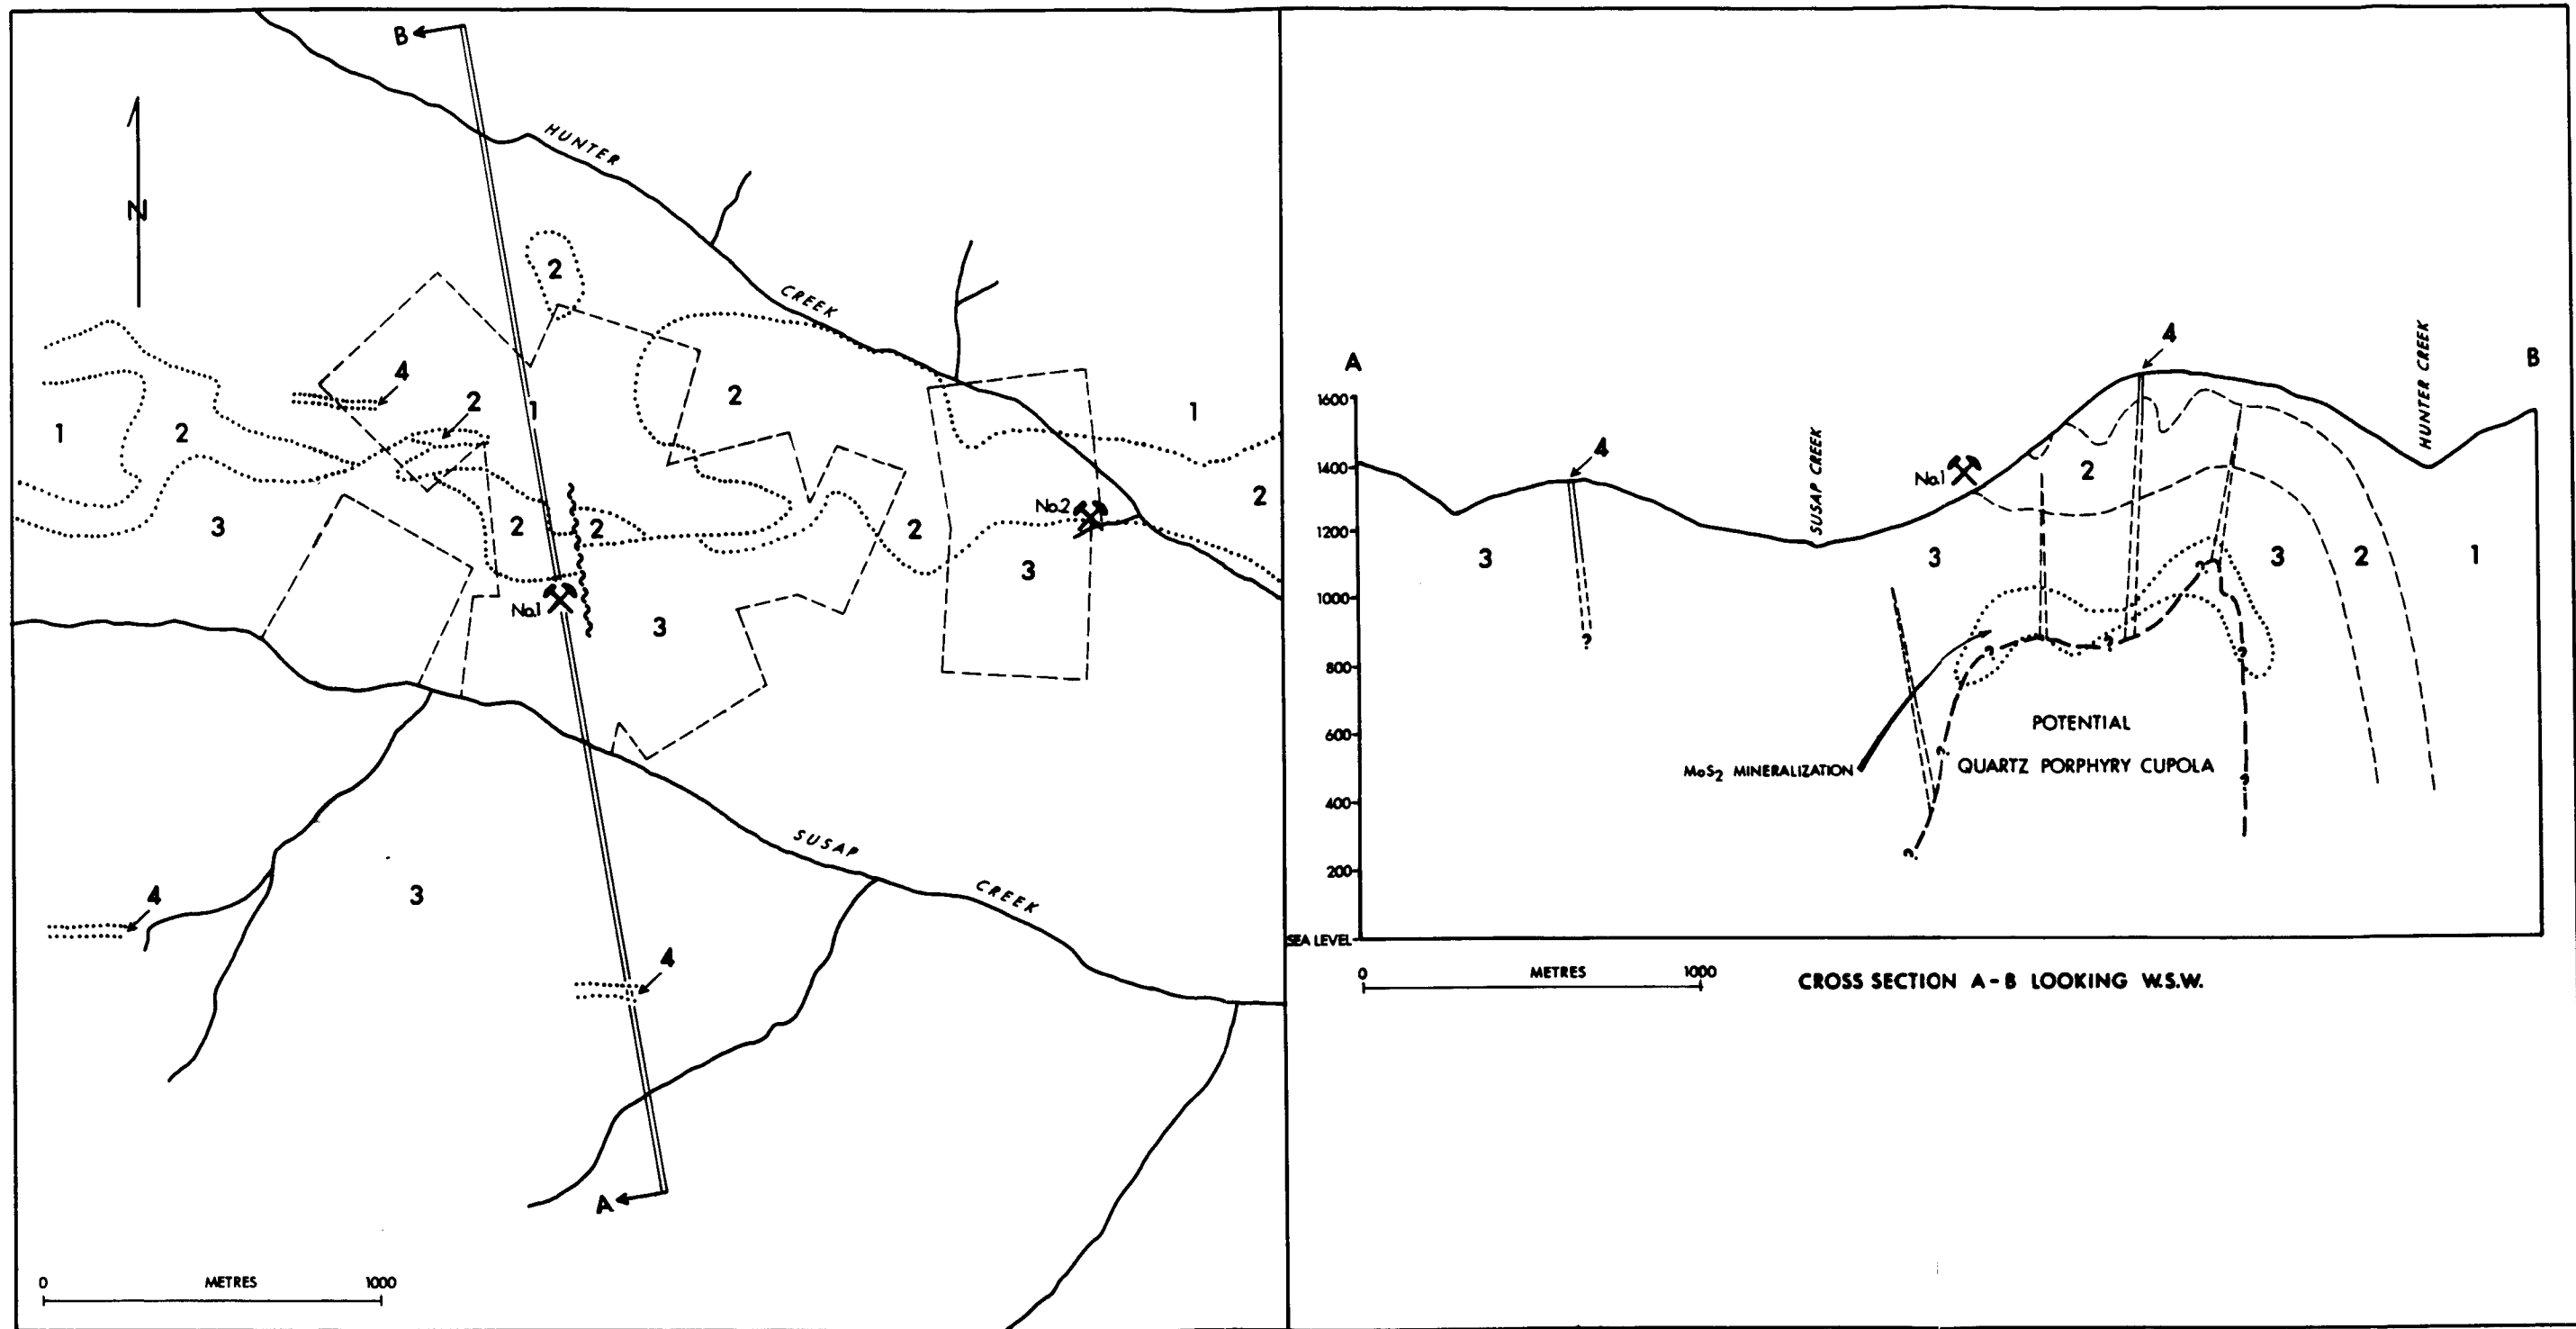 B
N
HUNTER
CREEK
2
4
2
1
2
1
1
2
2
3
2
2
No.2
2
3
No.1
3
SUSAP
CREEK
3
4
4
A
0 METRES 1000
A
B
4
4
SUSAP CREEK
HUNTER CREEK
No.1
1600
1400
1200
1000
800
600
400
200
SEA LEVEL
3
3
2
3
2
1
?
?
?
?
?
?
?
?
?
MoS2 MINERALIZATION
POTENTIAL
QUARTZ PORPHYRY CUPOLA
0 METRES 1000
CROSS SECTION A-B LOOKING W.S.W.